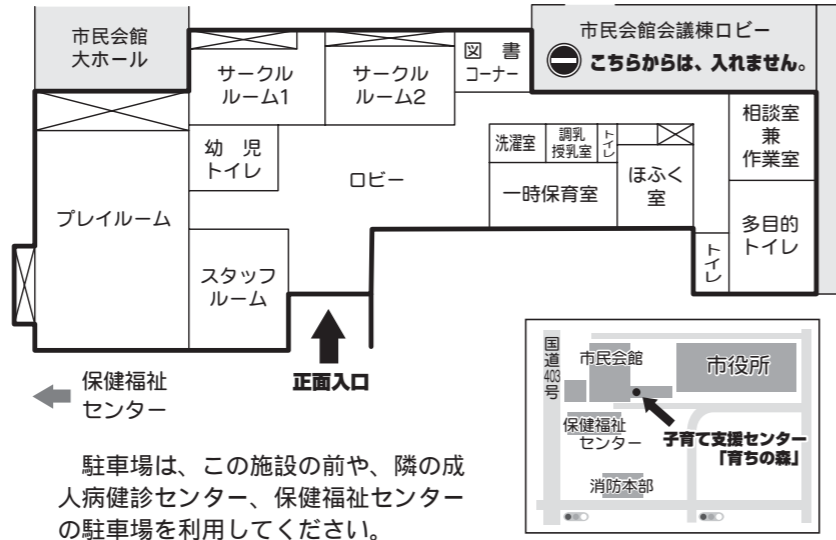 市民会館
大ホール
サークル
ルーム1
サークル
ルーム2
図書
コーナー
市民会館会議棟ロビー
こちらからは、入れません。
幼児
トイレ
ロビー
洗濯室
調乳
授乳室
トイレ
ほふく
室
相談室
兼
作業室
プレイルーム
一時保育室
多目的
トイレ
スタッフ
ルーム
トイレ
正面入口
保健福祉
センター
駐車場は、この施設の前や、隣の成
人病健診センター、保健福祉センター
の駐車場を利用してください。
国道403号
市民会館
市役所
保健福祉
センター
子育て支援センター
「育ちの森」
消防本部